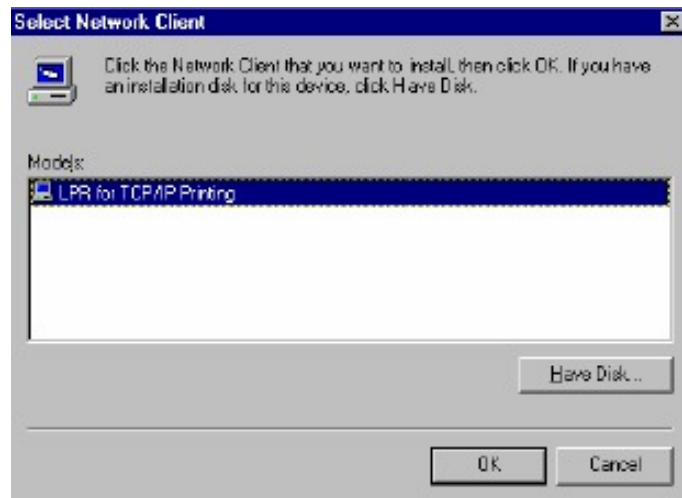 Select Network Client
Click the Network Client that you want to install, then click OK. If you have
an installation disk for this device, click Have Disk.
Models:
LPR for TCP/IP Printing
Have Disk...
OK
Cancel